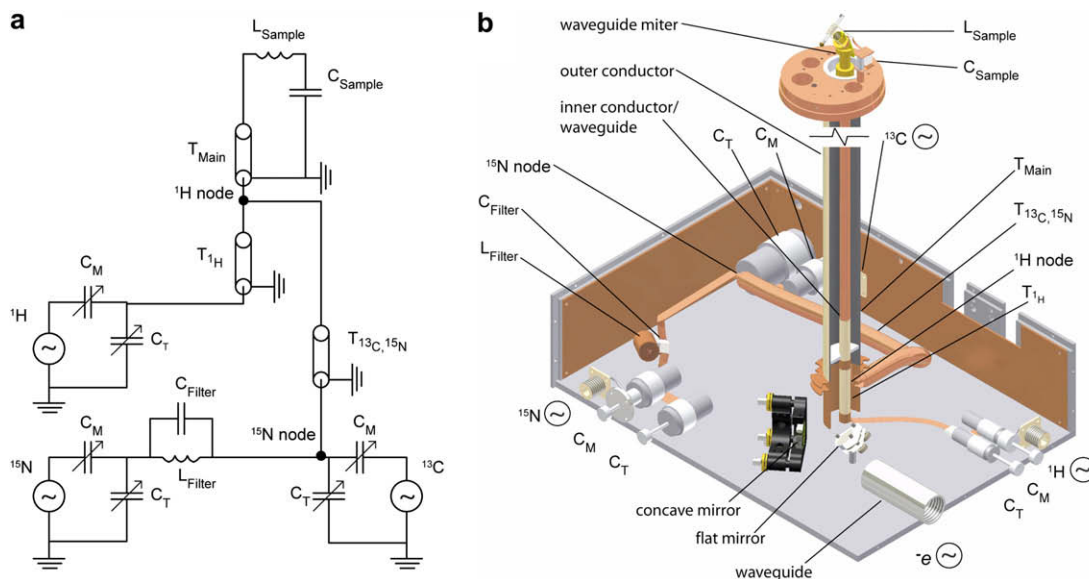 a
L_Sample
C_Sample
T_Main
¹H node
T_¹H
C_M
¹H
C_T
T_¹³C,¹⁵N
C_Filter
C_M
¹⁵N node
C_M
¹⁵N
L_Filter
¹³C
C_T
C_T
b
waveguide miter
L_Sample
outer conductor
C_Sample
inner conductor/
waveguide
C_T
C_M
¹³C
¹⁵N node
T_Main
C_Filter
T_¹³C,¹⁵N
L_Filter
¹H node
T_¹H
¹⁵N
C_M
C_T
¹H
C_M
C_T
concave mirror
flat mirror
waveguide
⁻e